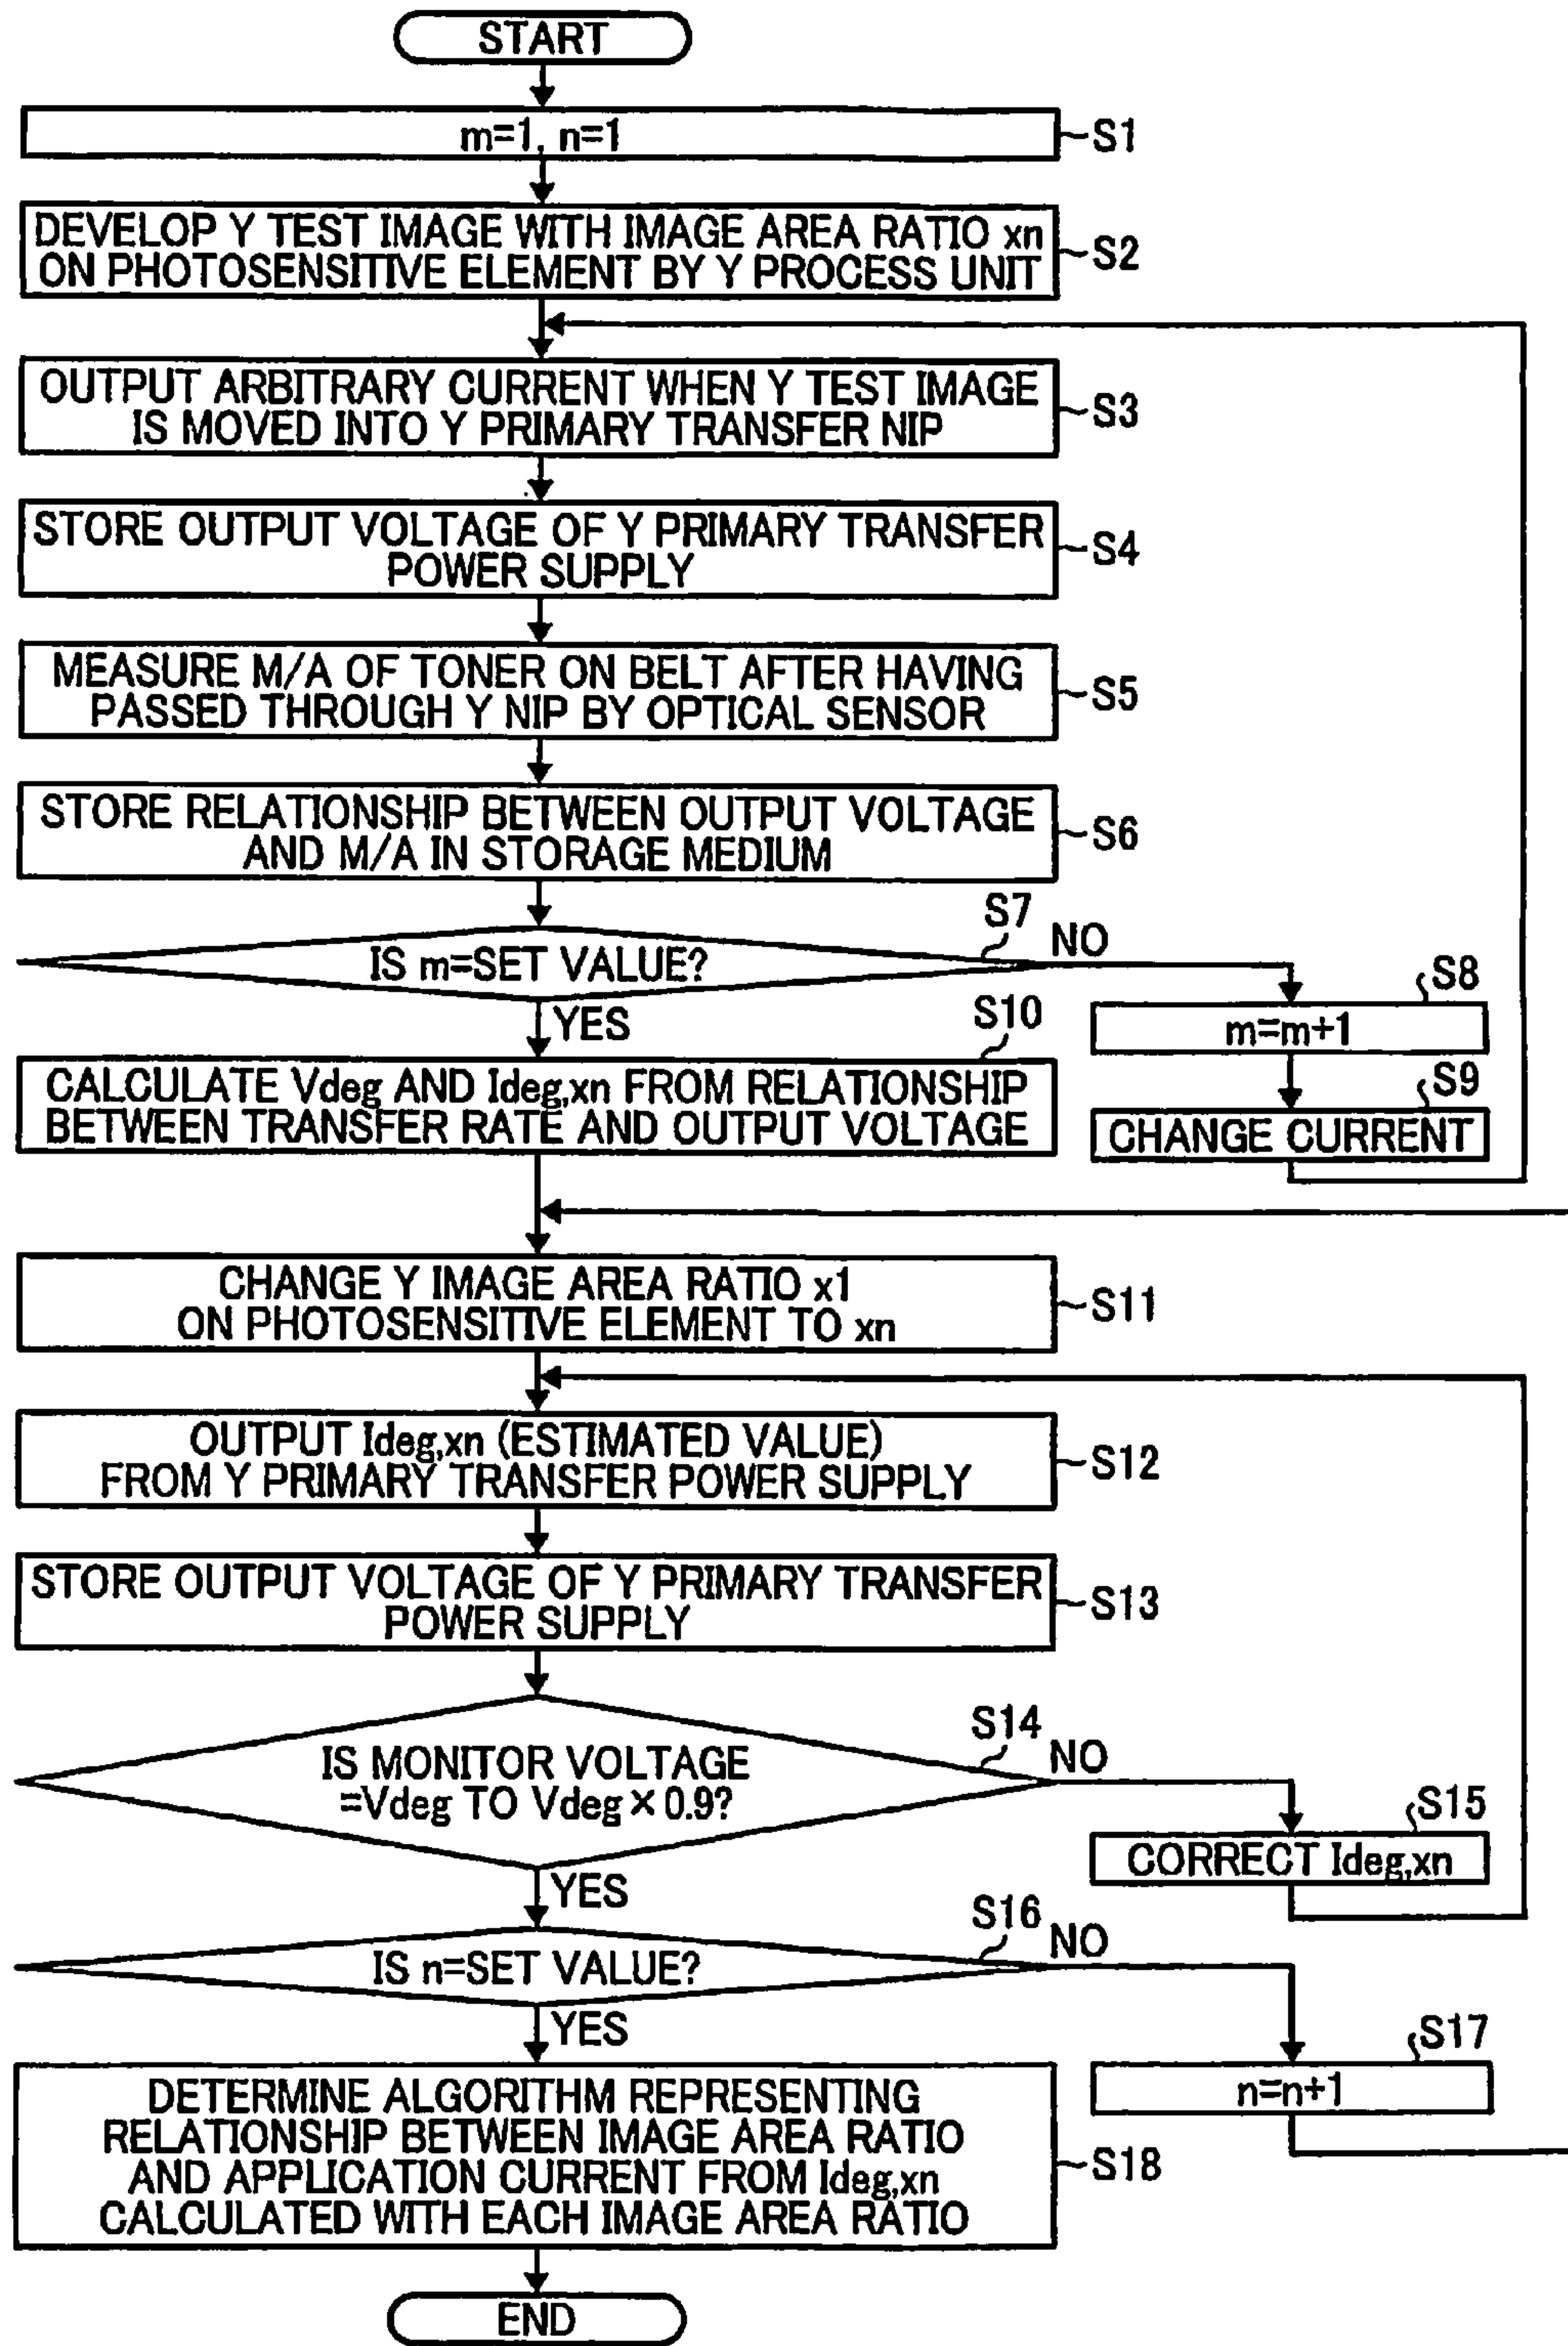 START
m=1, n=1
S1
DEVELOP Y TEST IMAGE WITH IMAGE AREA RATIO xn
ON PHOTOSENSITIVE ELEMENT BY Y PROCESS UNIT
S2
OUTPUT ARBITRARY CURRENT WHEN Y TEST IMAGE
IS MOVED INTO Y PRIMARY TRANSFER NIP
S3
STORE OUTPUT VOLTAGE OF Y PRIMARY TRANSFER
POWER SUPPLY
S4
MEASURE M/A OF TONER ON BELT AFTER HAVING
PASSED THROUGH Y NIP BY OPTICAL SENSOR
S5
STORE RELATIONSHIP BETWEEN OUTPUT VOLTAGE
AND M/A IN STORAGE MEDIUM
S6
S7
IS m=SET VALUE?
NO
YES
S8
m=m+1
S9
CHANGE CURRENT
S10
CALCULATE Vdeg AND Ideg,xn FROM RELATIONSHIP
BETWEEN TRANSFER RATE AND OUTPUT VOLTAGE
CHANGE Y IMAGE AREA RATIO x1
ON PHOTOSENSITIVE ELEMENT TO xn
S11
OUTPUT Ideg,xn (ESTIMATED VALUE)
FROM Y PRIMARY TRANSFER POWER SUPPLY
S12
STORE OUTPUT VOLTAGE OF Y PRIMARY TRANSFER
POWER SUPPLY
S13
S14
IS MONITOR VOLTAGE
=Vdeg TO Vdeg×0.9?
NO
YES
S15
CORRECT Ideg,xn
S16
IS n=SET VALUE?
NO
YES
S17
n=n+1
DETERMINE ALGORITHM REPRESENTING
RELATIONSHIP BETWEEN IMAGE AREA RATIO
AND APPLICATION CURRENT FROM Ideg,xn
CALCULATED WITH EACH IMAGE AREA RATIO
S18
END